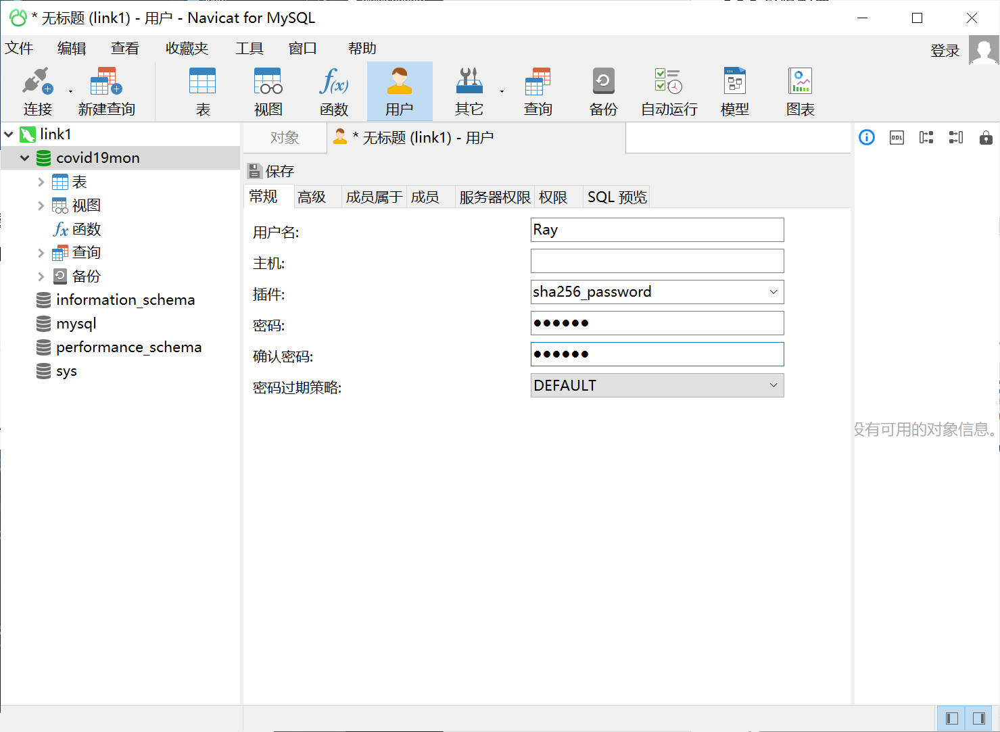 * 无标题 (link1) - 用户 - Navicat for MySQL
文件 编辑 查看 收藏夹 工具 窗口 帮助 登录
连接 新建查询 表 视图 函数 用户 其它 查询 备份 自动运行 模型 图表
link1
covid19mon
表
视图
函数
查询
备份
information_schema
mysql
performance_schema
sys
对象 * 无标题 (link1) - 用户
保存
常规 高级 成员属于 成员 服务器权限 权限 SQL 预览
用户名: Ray
主机:
插件: sha256_password
密码: ●●●●●●
确认密码: ●●●●●●
密码过期策略: DEFAULT
DDL
没有可用的对象信息。